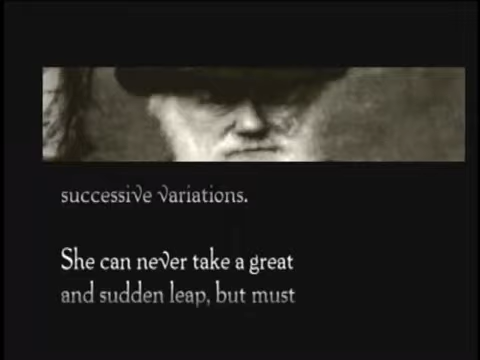 successive variations.
She can never take a great
and sudden leap, but must